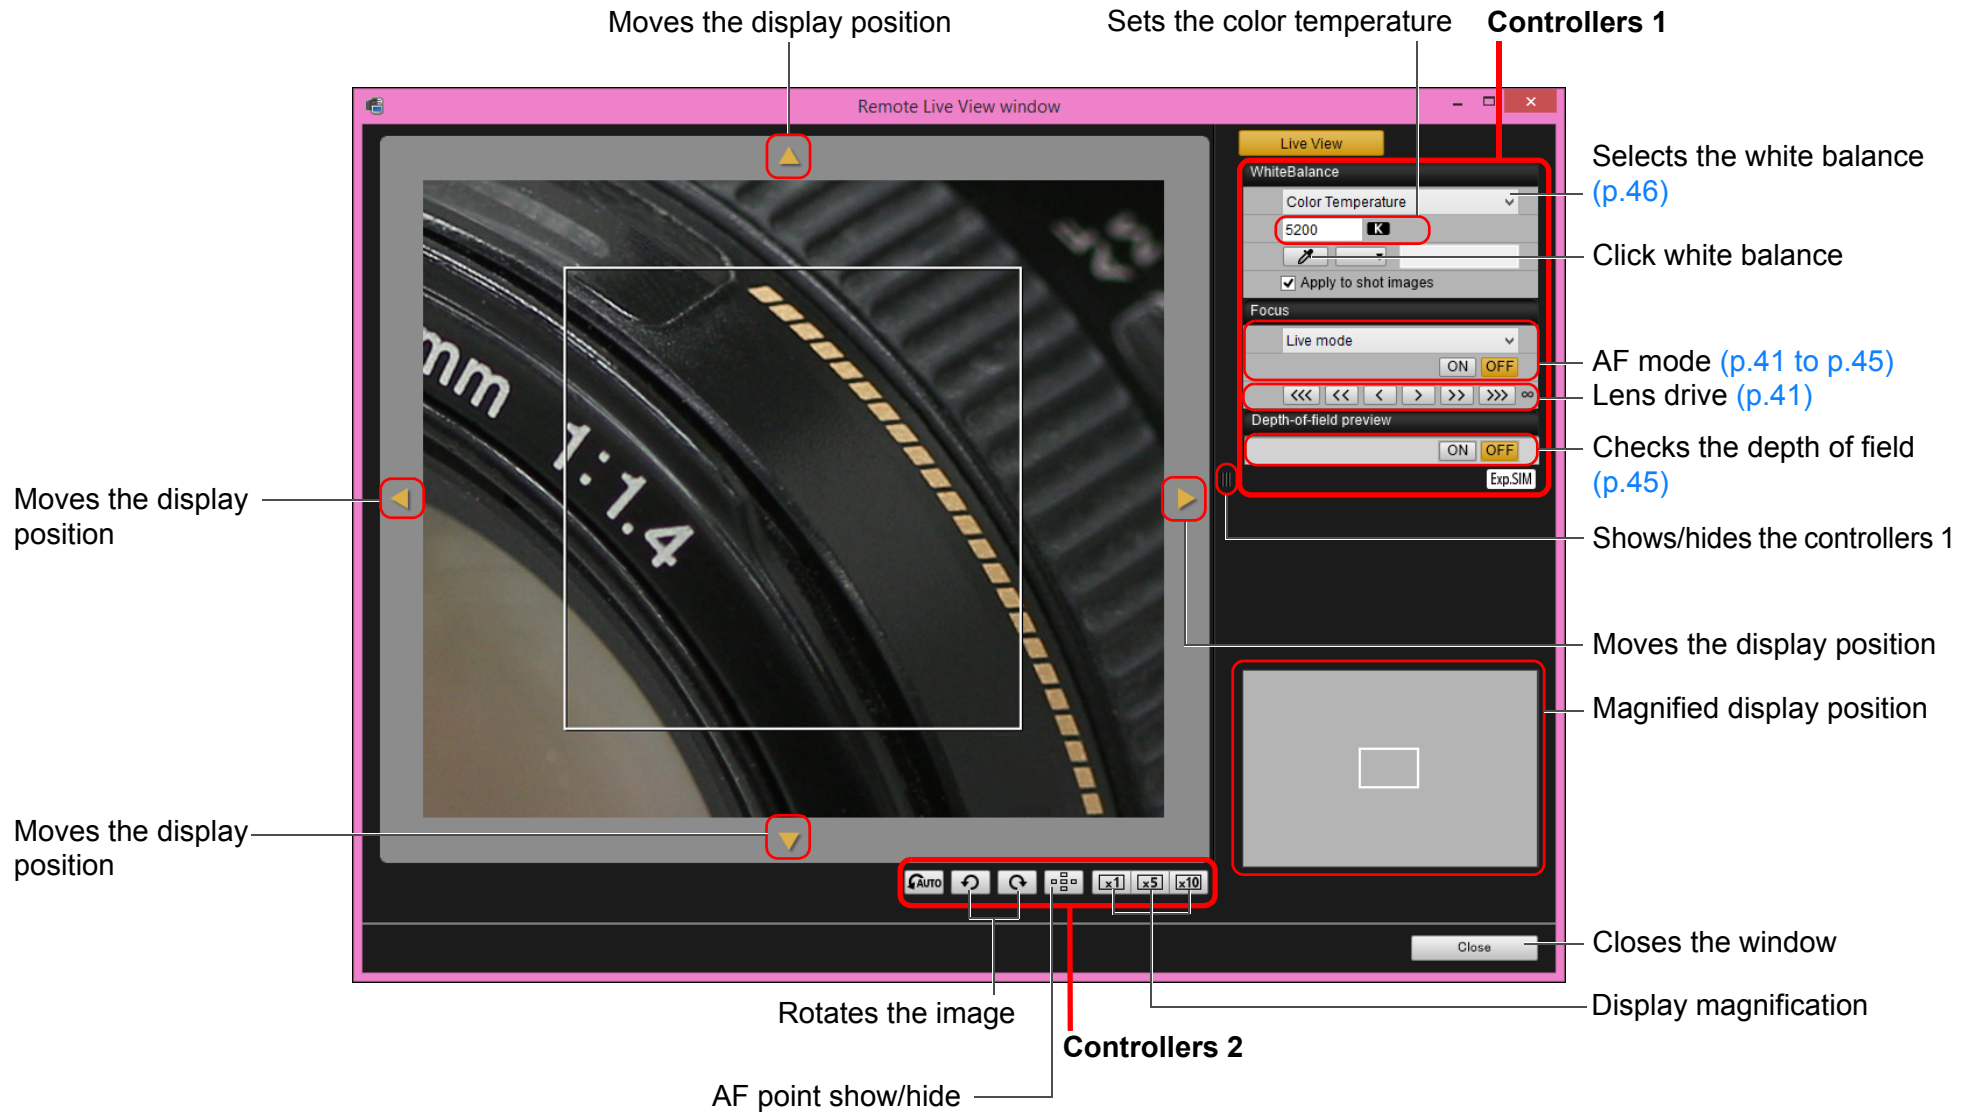 Moves the display position
Sets the color temperature
Controllers 1
Remote Live View window
Live View
WhiteBalance
Color Temperature
5200 K
Apply to shot images
Focus
Live mode
ON OFF
<<< << < > >> >>> ∞
Depth-of-field preview
ON OFF
Exp.SIM
Selects the white balance
(p.46)
Click white balance
AF mode (p.41 to p.45)
Lens drive (p.41)
Checks the depth of field
(p.45)
Shows/hides the controllers 1
Moves the display position
Magnified display position
mm 1:1.4
Moves the display
position
Moves the display
position
AUTO
x1 x5 x10
Close
Closes the window
Display magnification
Rotates the image
Controllers 2
AF point show/hide